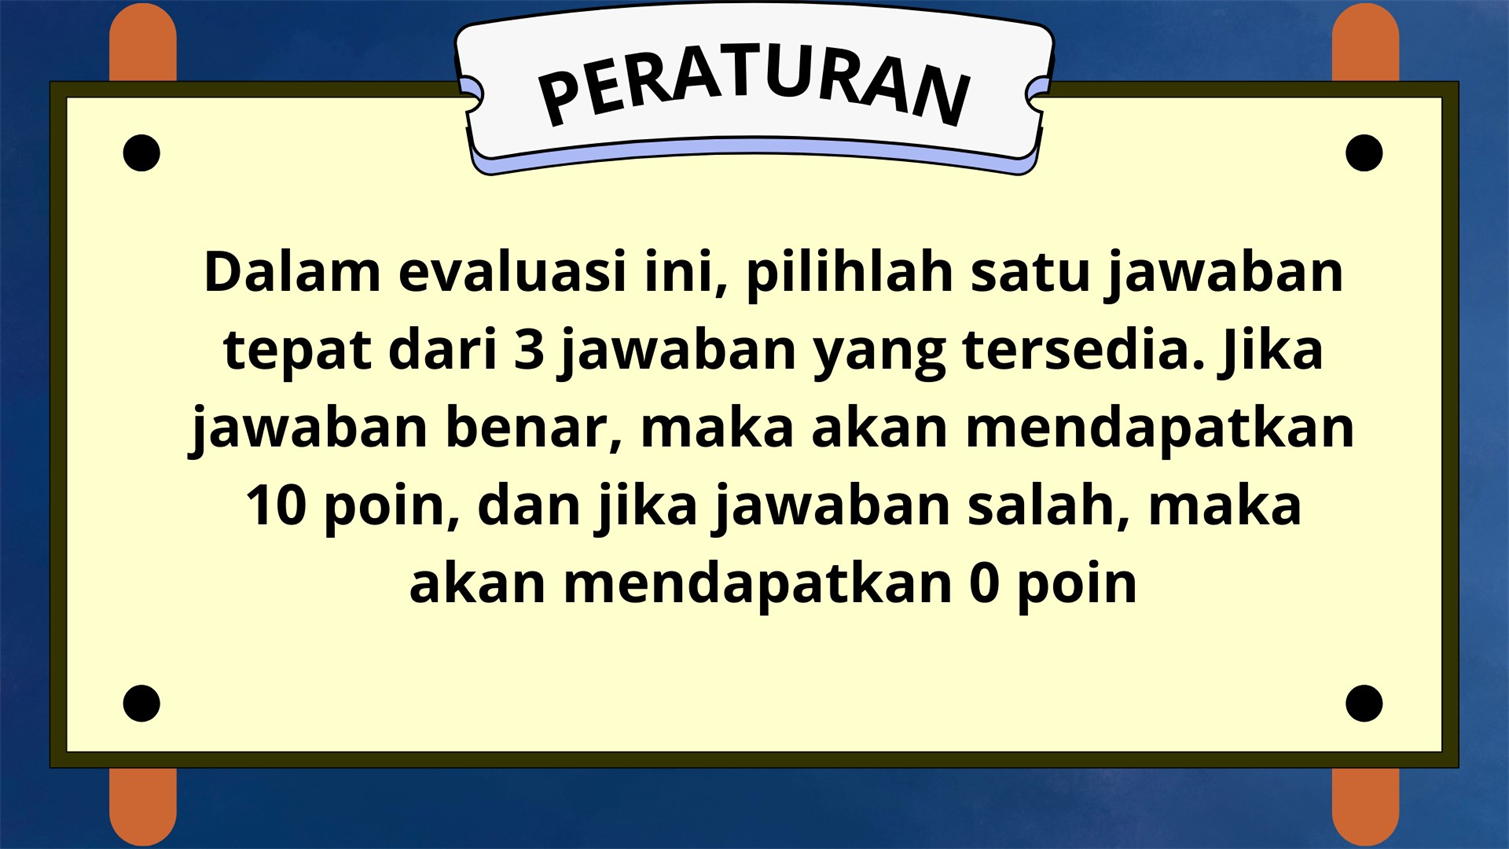 PERATURAN
Dalam evaluasi ini, pilihlah satu jawaban
tepat dari 3 jawaban yang tersedia. Jika
jawaban benar, maka akan mendapatkan
10 poin, dan jika jawaban salah, maka
akan mendapatkan 0 poin